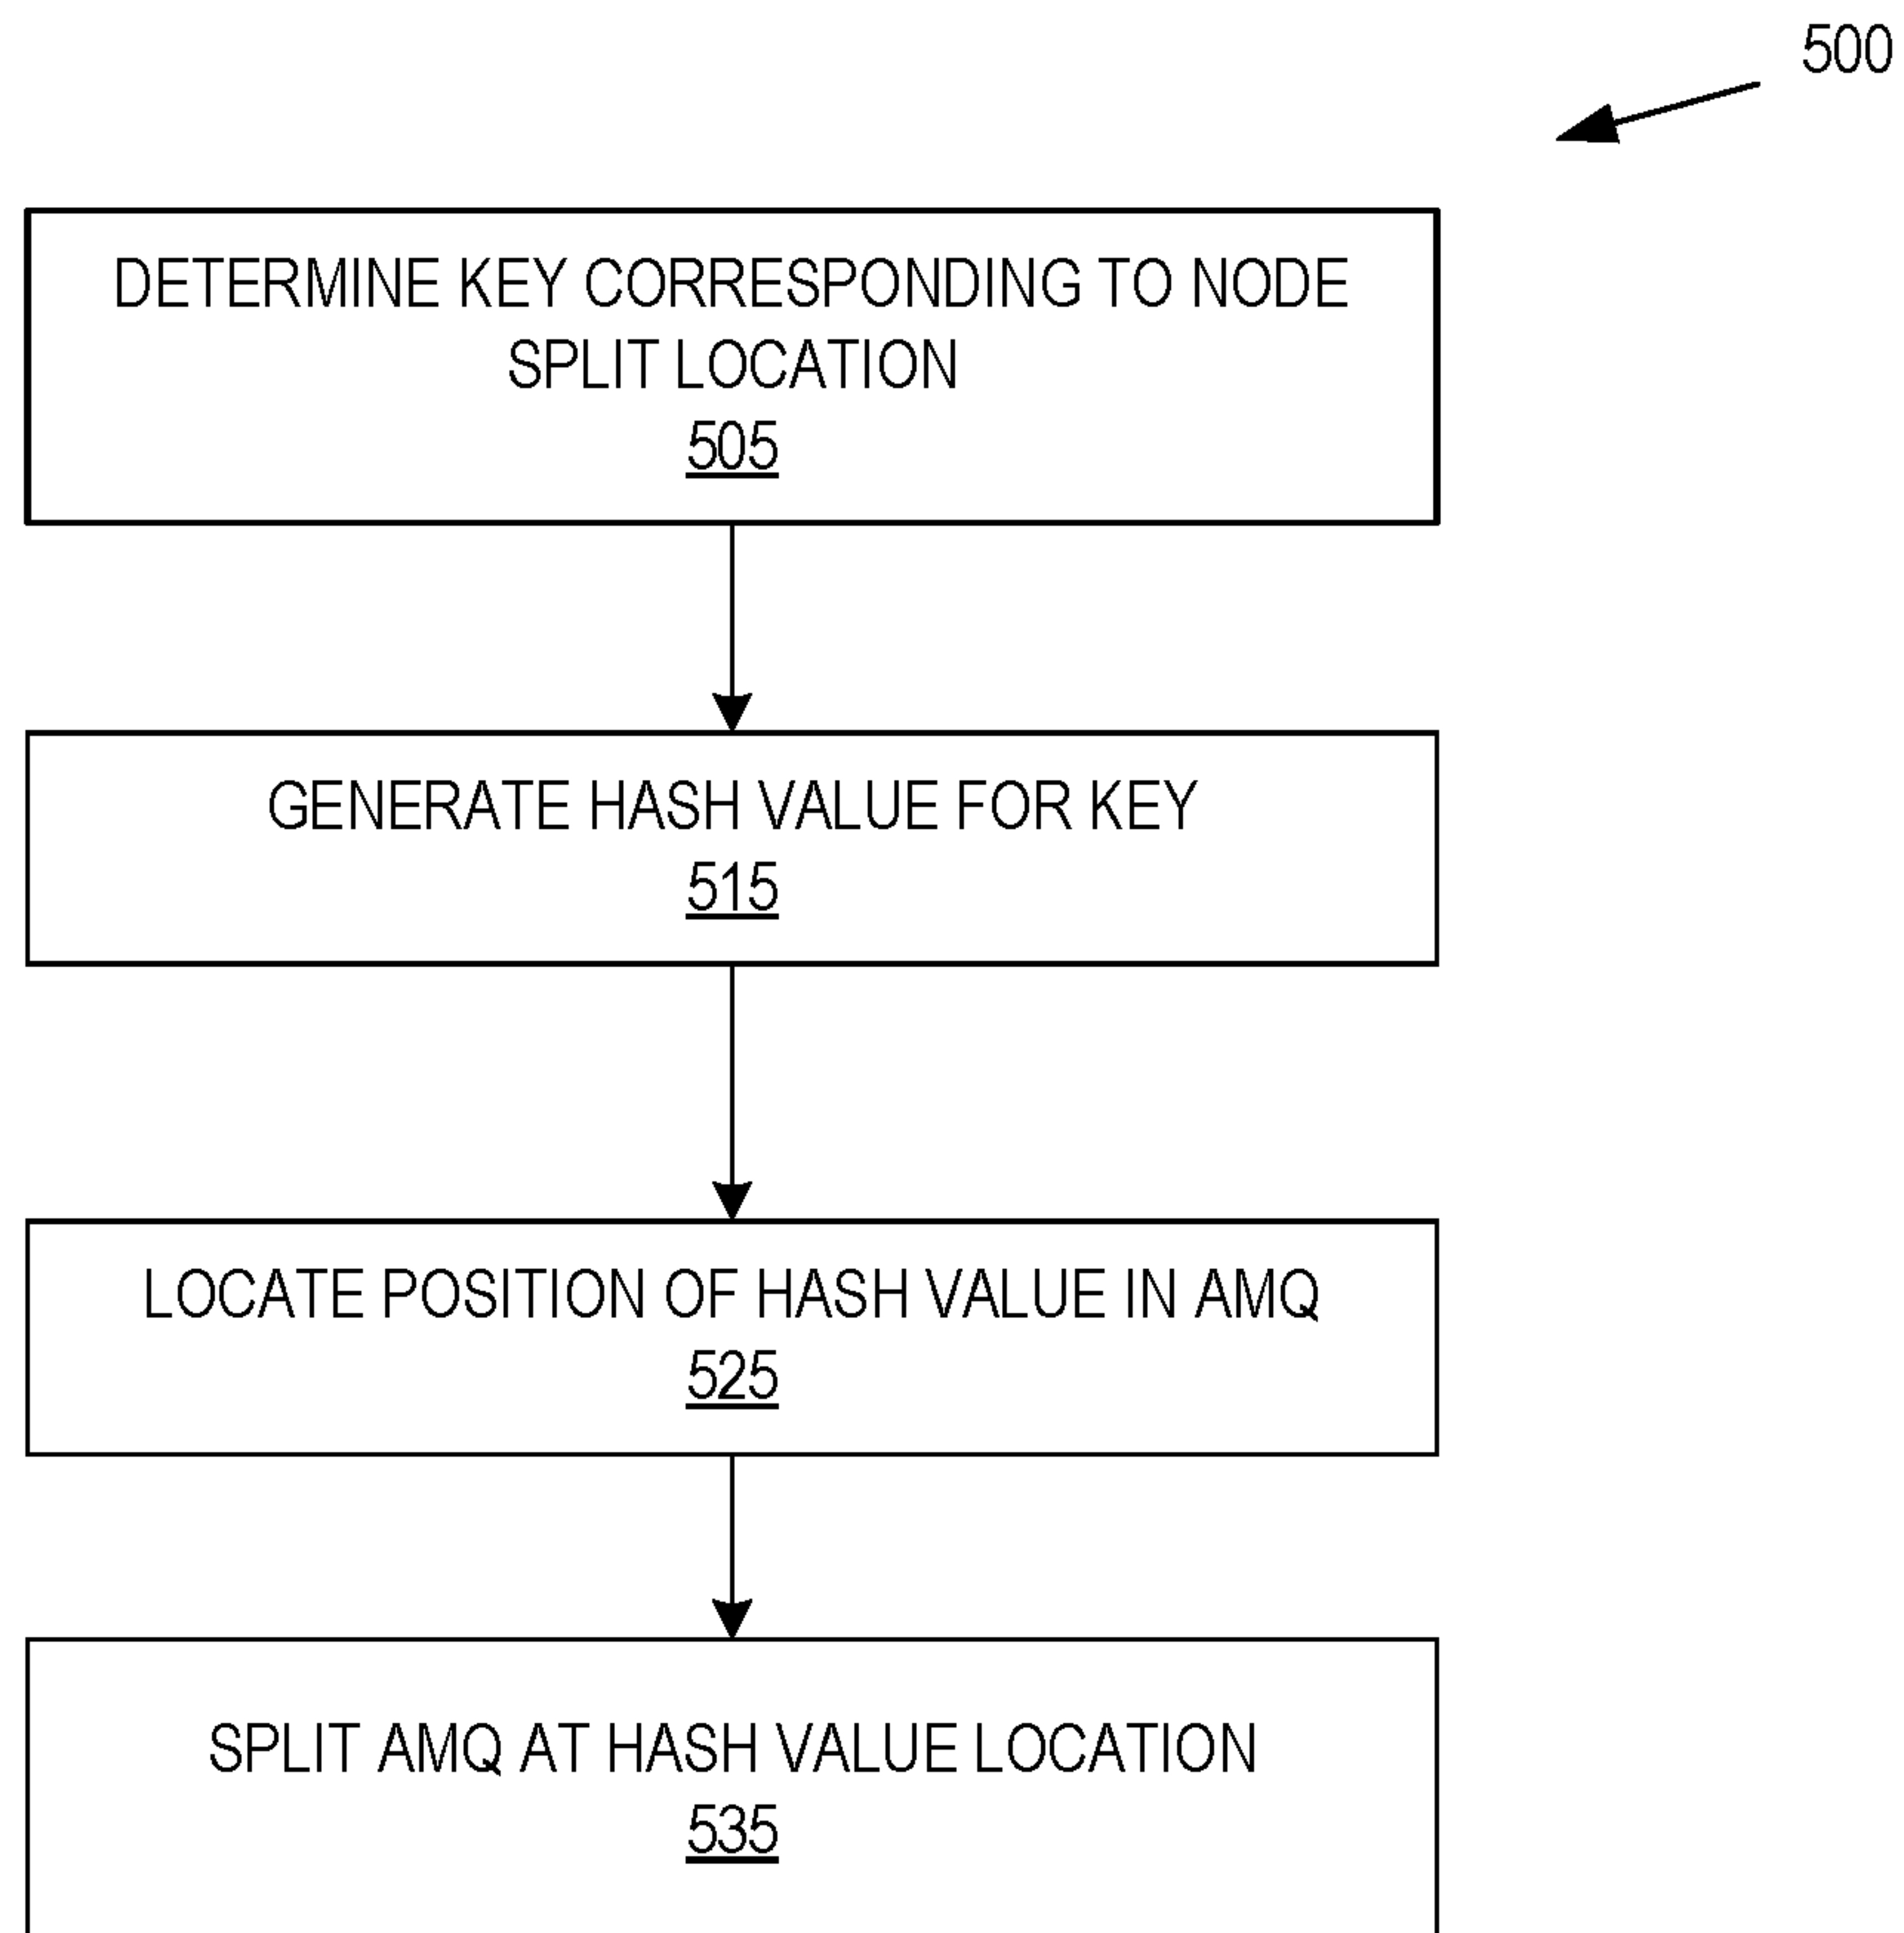 500
DETERMINE KEY CORRESPONDING TO NODE
SPLIT LOCATION
505
GENERATE HASH VALUE FOR KEY
515
LOCATE POSITION OF HASH VALUE IN AMQ
525
SPLIT AMQ AT HASH VALUE LOCATION
535